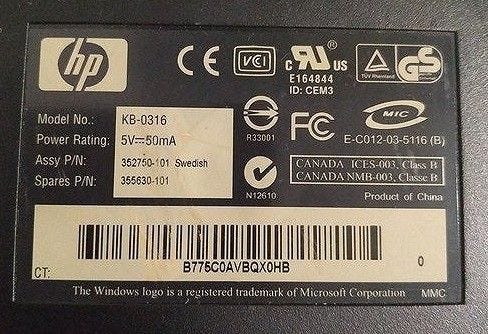 hp
CE
VCI
c UL US
E164844
ID: CEM3
TÜV Rheinland
GS
Model No.: KB-0316
Power Rating: 5V⎓50mA
Assy P/N: 352750-101 Swedish
Spares P/N: 355630-101
R33001
FC
MIC
E-C012-03-5116 (B)
N12610
CANADA ICES-003, Class B
CANADA NMB-003, Classe B
Product of China
B775C0AVBQX0HB
CT: 0
The Windows logo is a registered trademark of Microsoft Corporation MMC